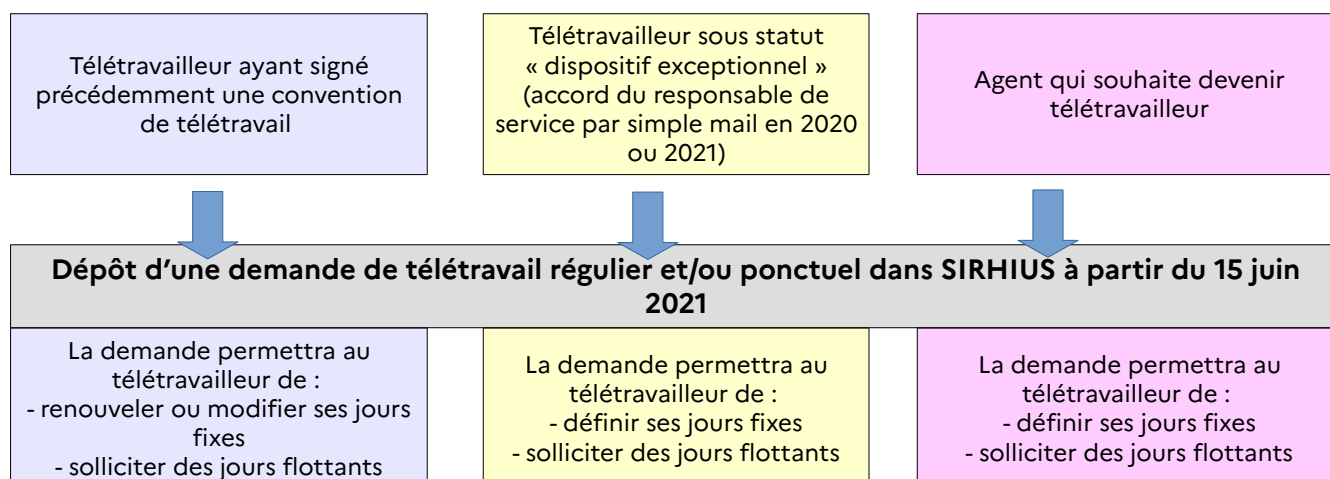 Télétravailleur ayant signé
précédemment une convention
de télétravail
Télétravailleur sous statut
« dispositif exceptionnel »
(accord du responsable de
service par simple mail en 2020
ou 2021)
Agent qui souhaite devenir
télétravailleur
Dépôt d’une demande de télétravail régulier et/ou ponctuel dans SIRHIUS à partir du 15 juin
2021
La demande permettra au
télétravailleur de :
- renouveler ou modifier ses jours
fixes
- solliciter des jours flottants
La demande permettra au
télétravailleur de :
- définir ses jours fixes
- solliciter des jours flottants
La demande permettra au
télétravailleur de :
- définir ses jours fixes
- solliciter des jours flottants